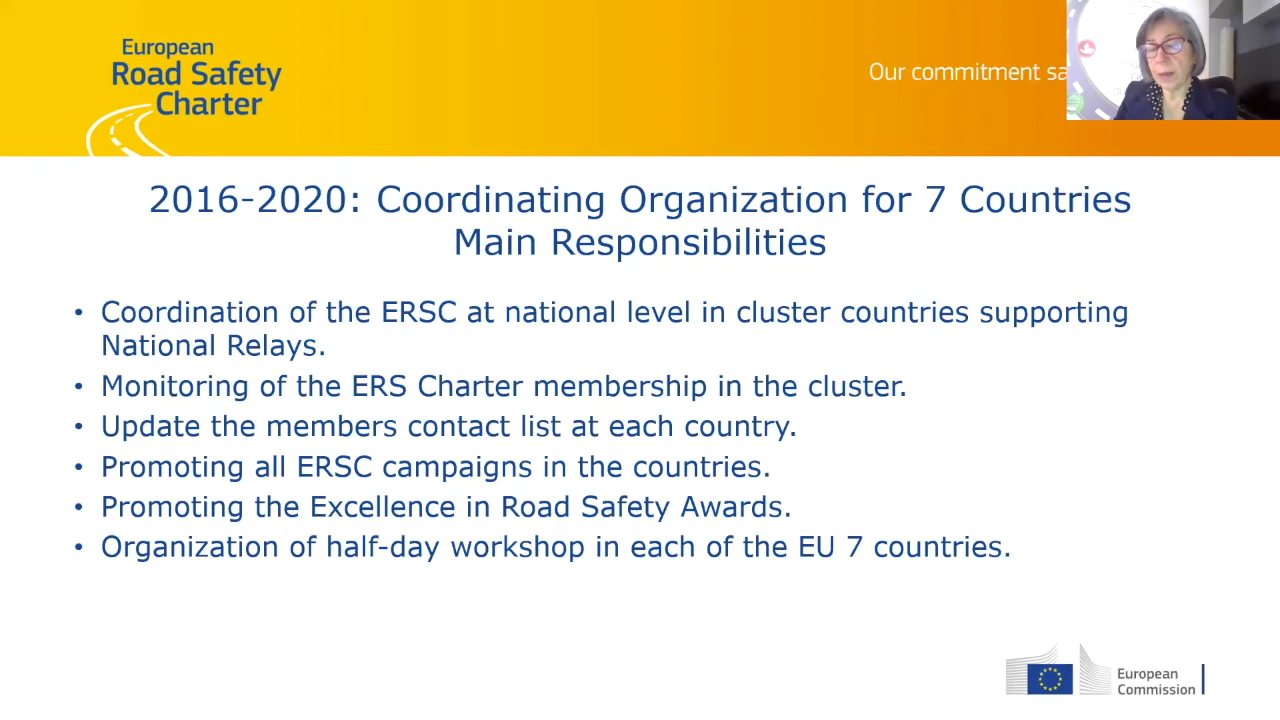 European
Road Safety
Charter
Our commitment
2016-2020: Coordinating Organization for 7 Countries
Main Responsibilities
• Coordination of the ERSC at national level in cluster countries supporting
National Relays.
• Monitoring of the ERS Charter membership in the cluster.
• Update the members contact list at each country.
• Promoting all ERSC campaigns in the countries.
• Promoting the Excellence in Road Safety Awards.
• Organization of half-day workshop in each of the EU 7 countries.
European
Commission